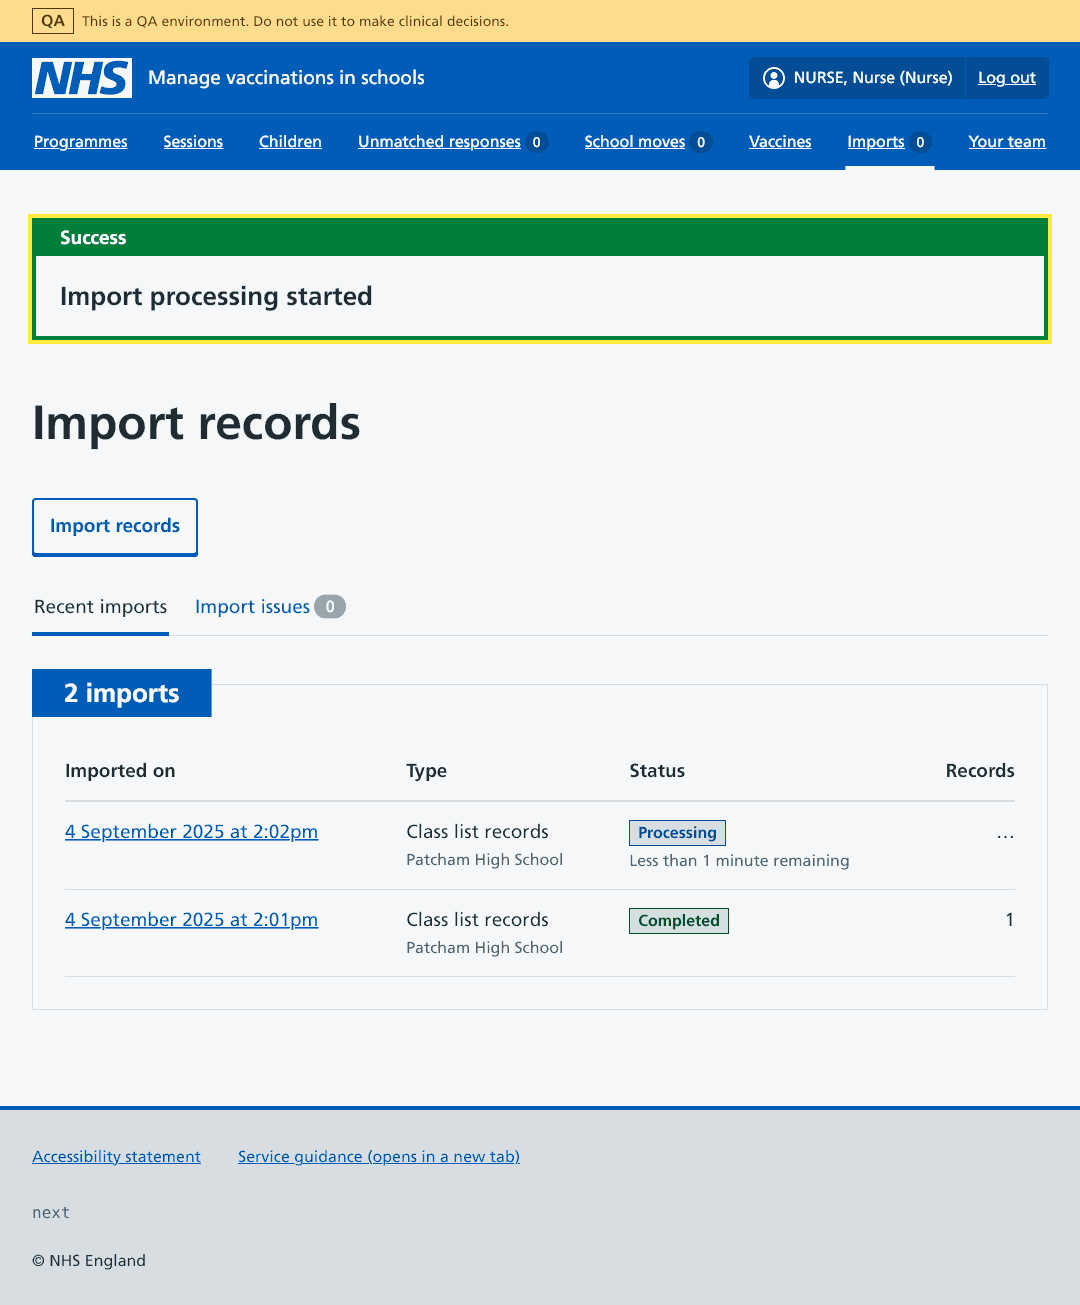 QA This is a QA environment. Do not use it to make clinical decisions.
NHS Manage vaccinations in schools NURSE, Nurse (Nurse) Log out
Programmes Sessions Children Unmatched responses 0 School moves 0 Vaccines Imports 0 Your team
Success
Import processing started
Import records
Import records
Recent imports Import issues 0
2 imports
Imported on Type Status Records
4 September 2025 at 2:02pm Class list records Processing ...
Patcham High School Less than 1 minute remaining
4 September 2025 at 2:01pm Class list records Completed 1
Patcham High School
Accessibility statement Service guidance (opens in a new tab)
next
© NHS England